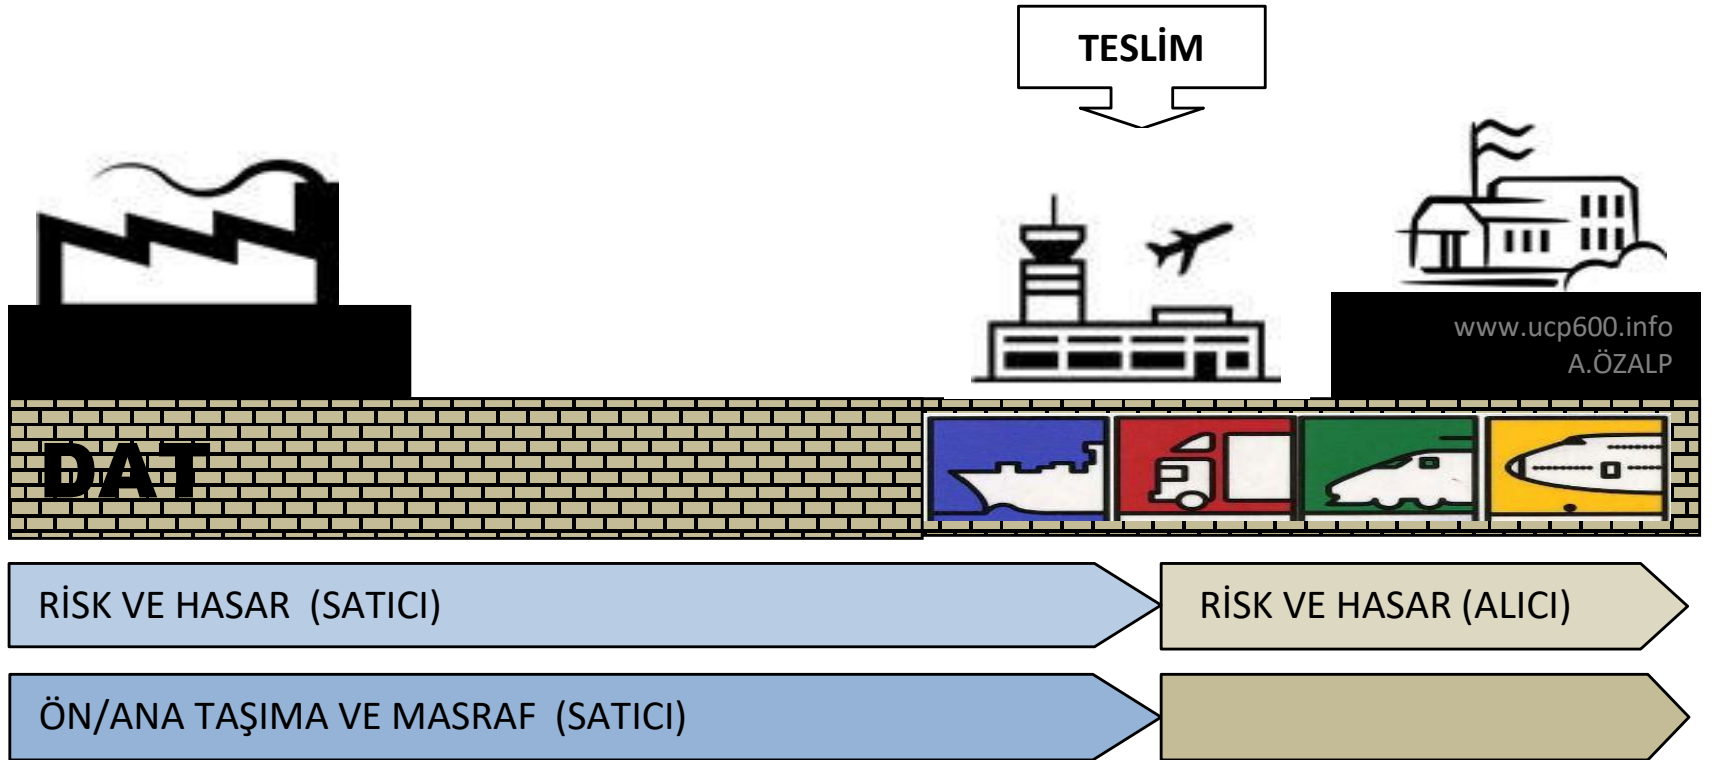 TESLİM
www.ucp600.info
A.ÖZALP
DAT
RİSK VE HASAR (SATICI)
RİSK VE HASAR (ALICI)
ÖN/ANA TAŞIMA VE MASRAF (SATICI)